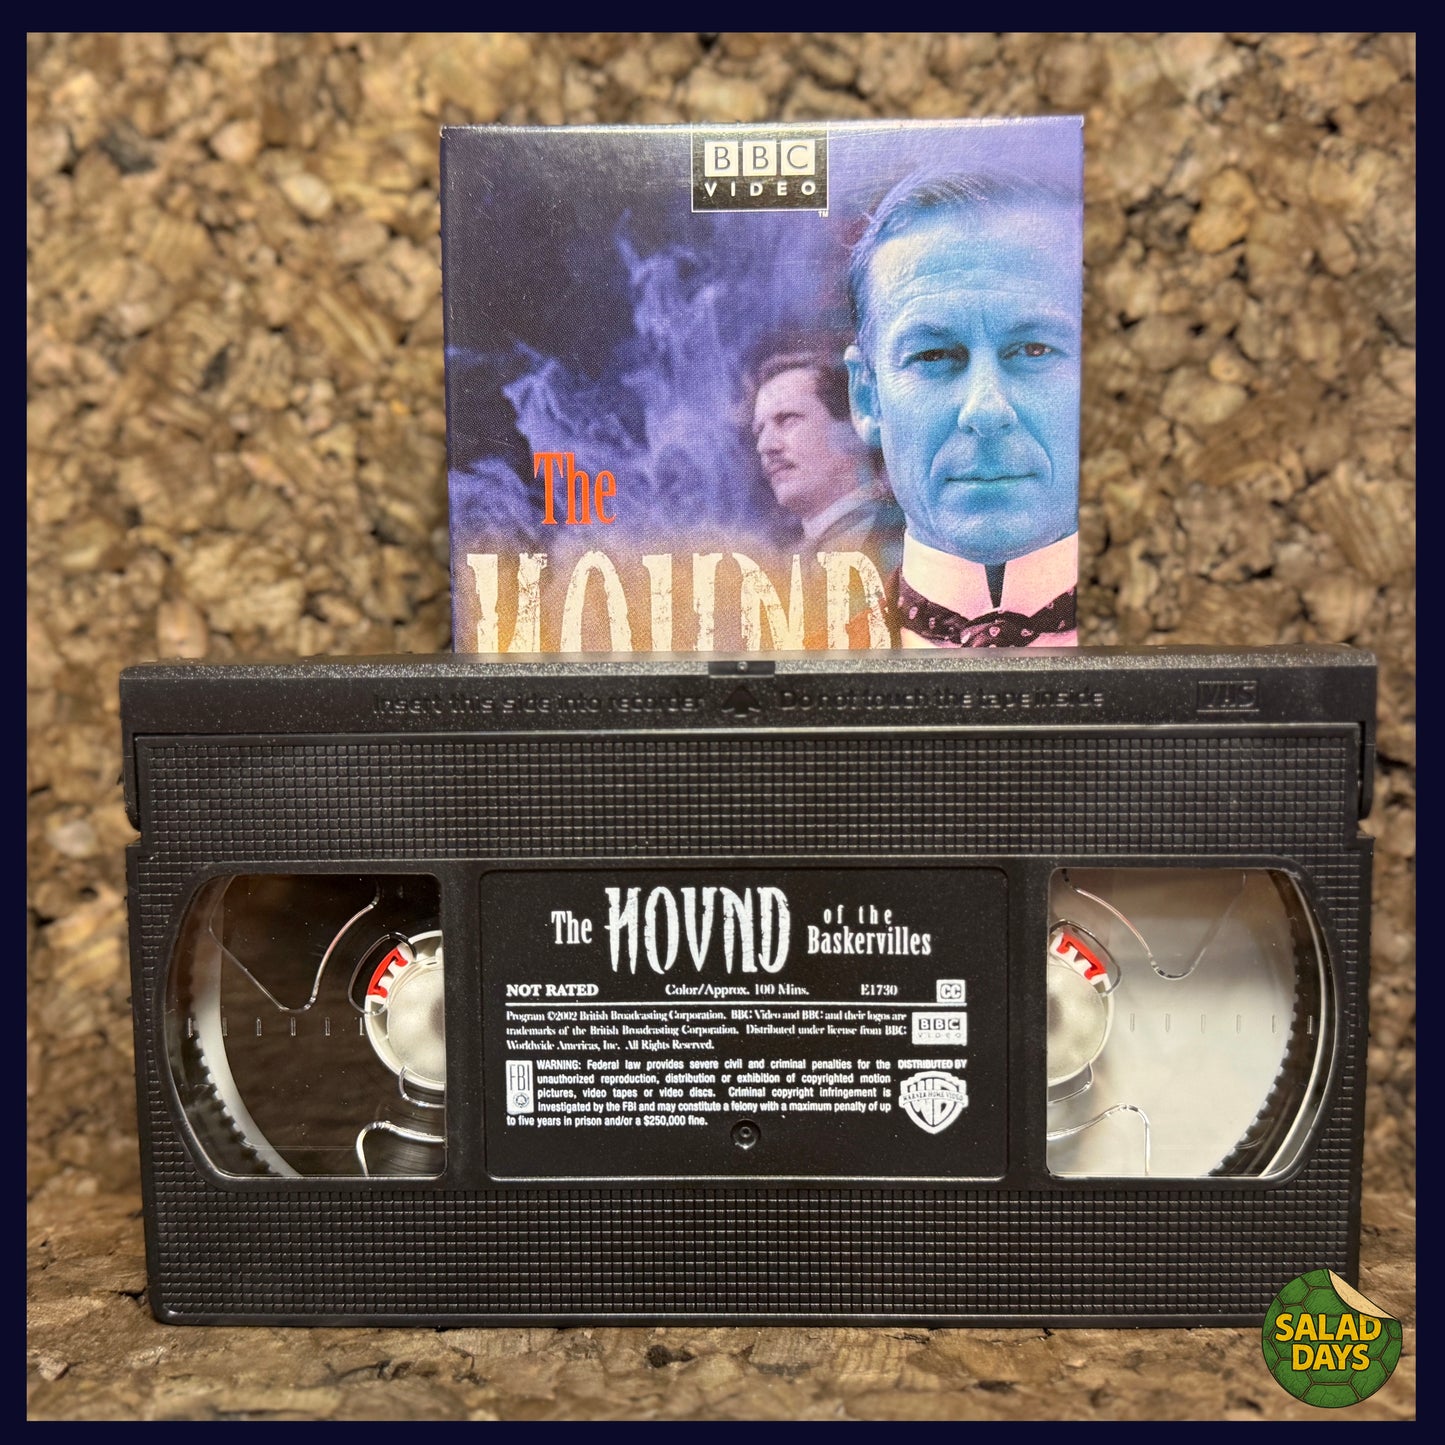 BBC
VIDEO
TM
The
HOUND
Insert this side into recorder Do not touch the tape inside VHS
The HOUND of the
Baskervilles
NOT RATED Color/Approx. 100 Mins. E1730 CC
Program ©2002 British Broadcasting Corporation. BBC Video and BBC and their logos are
trademarks of the British Broadcasting Corporation. Distributed under license from BBC
Worldwide Americas, Inc. All Rights Reserved.
BBC
VIDEO
FBI
WARNING: Federal law provides severe civil and criminal penalties for the
unauthorized reproduction, distribution or exhibition of copyrighted motion
pictures, video tapes or video discs. Criminal copyright infringement is
investigated by the FBI and may constitute a felony with a maximum penalty of up
to five years in prison and/or a $250,000 fine.
DISTRIBUTED BY
WB
WARNER HOME VIDEO
SALAD
DAYS